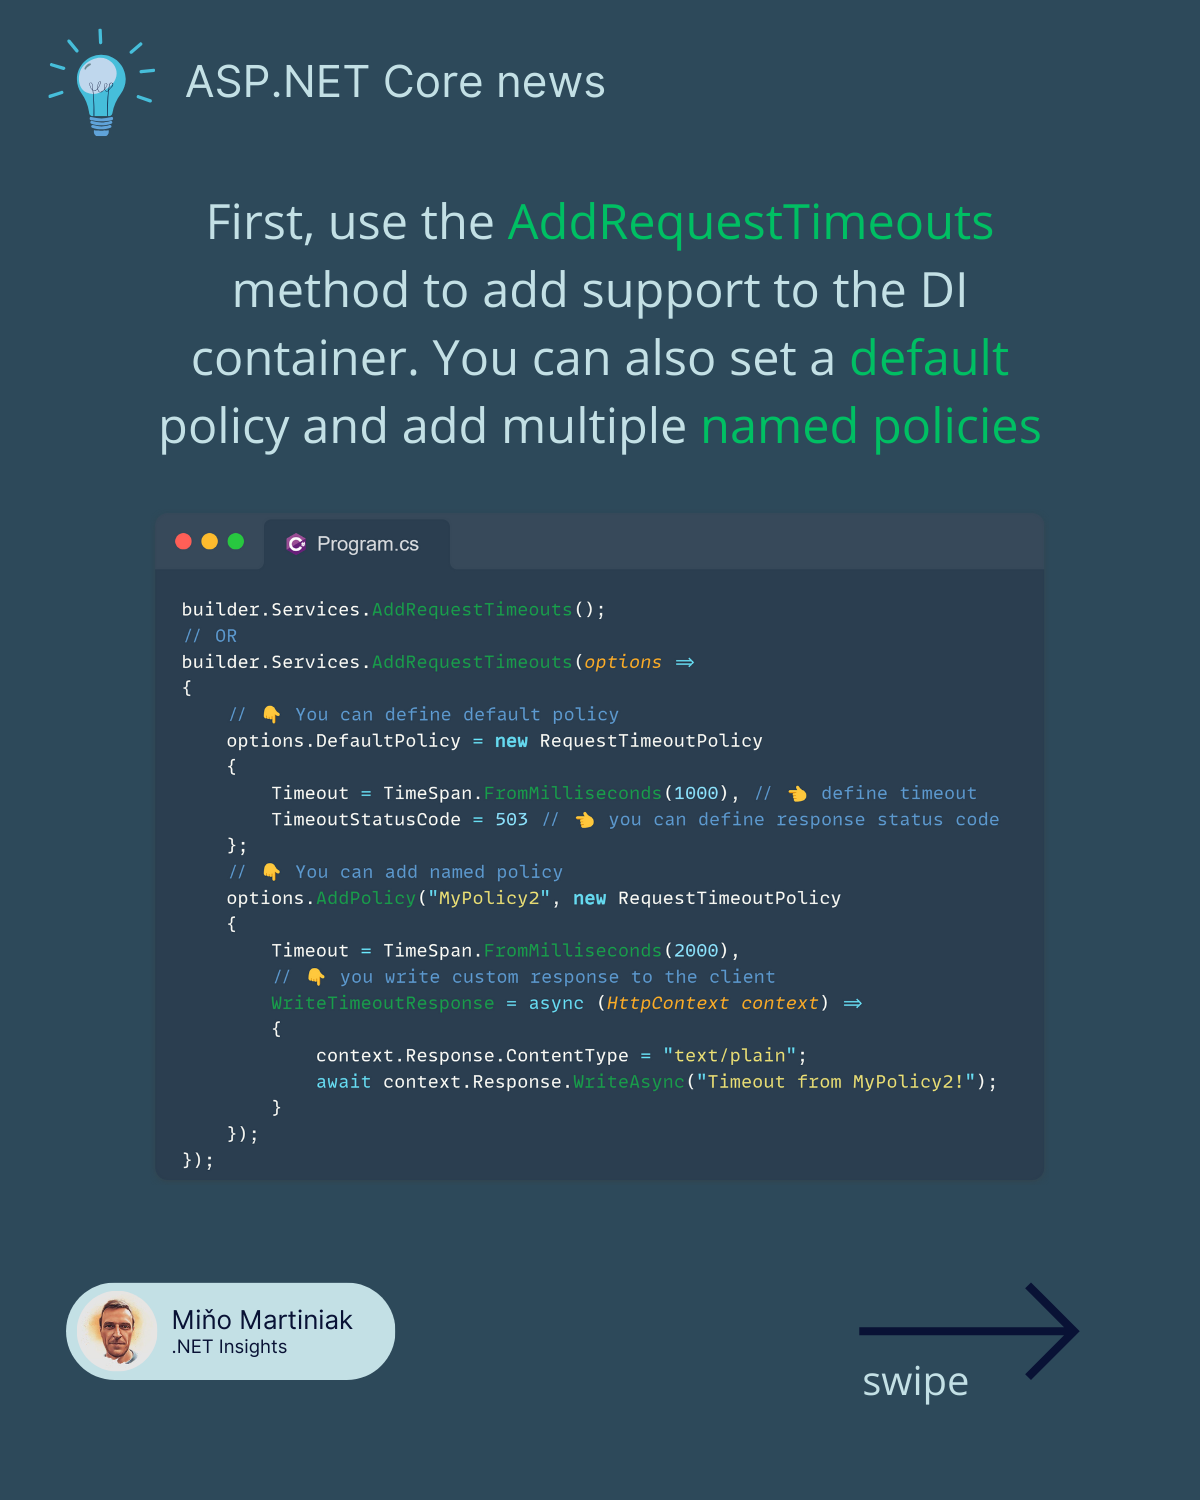 ASP.NET Core news
First, use the AddRequestTimeouts
method to add support to the DI
container. You can also set a default
policy and add multiple named policies
Program.cs
builder.Services.AddRequestTimeouts();
// OR
builder.Services.AddRequestTimeouts(options =>
{
    // 👇 You can define default policy
    options.DefaultPolicy = new RequestTimeoutPolicy
    {
        Timeout = TimeSpan.FromMilliseconds(1000), // 👈 define timeout
        TimeoutStatusCode = 503 // 👈 you can define response status code
    };
    // 👇 You can add named policy
    options.AddPolicy("MyPolicy2", new RequestTimeoutPolicy
    {
        Timeout = TimeSpan.FromMilliseconds(2000),
        // 👇 you write custom response to the client
        WriteTimeoutResponse = async (HttpContext context) =>
        {
            context.Response.ContentType = "text/plain";
            await context.Response.WriteAsync("Timeout from MyPolicy2!");
        }
    });
});
Miňo Martiniak
.NET Insights
swipe